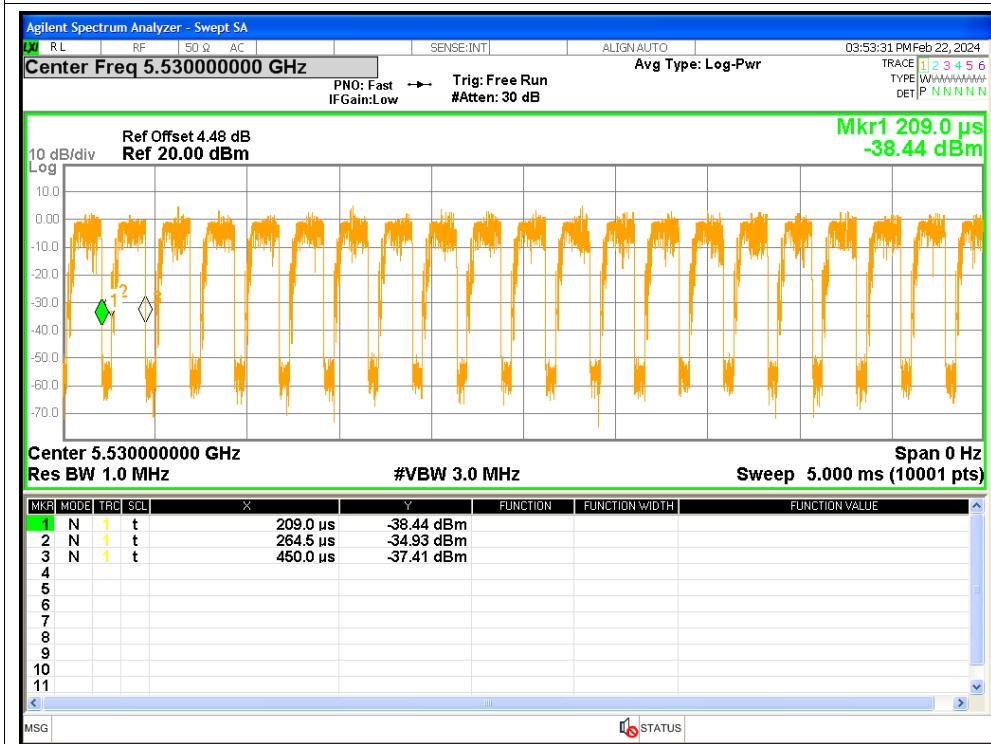 Agilent Spectrum Analyzer - Swept SA
LXI RL RF 50 Ω AC SENSE:INT ALIGN AUTO 03:53:31 PM Feb 22, 2024
Center Freq 5.530000000 GHz
PNO: Fast
IFGain:Low
Trig: Free Run
#Atten: 30 dB
Avg Type: Log-Pwr
TRACE 1 2 3 4 5 6
TYPE W
DET P N N N N N
Mkr1 209.0 µs
-38.44 dBm
Ref Offset 4.48 dB
10 dB/div Ref 20.00 dBm
Log
10.0
0.00
-10.0
-20.0
-30.0
-40.0
-50.0
-60.0
-70.0
1 2 3
Center 5.530000000 GHz Span 0 Hz
Res BW 1.0 MHz #VBW 3.0 MHz Sweep 5.000 ms (10001 pts)
MKR MODE TRC SCL X Y FUNCTION FUNCTION WIDTH FUNCTION VALUE
1 N 1 t 209.0 µs -38.44 dBm
2 N 1 t 264.5 µs -34.93 dBm
3 N 1 t 450.0 µs -37.41 dBm
4
5
6
7
8
9
10
11
MSG STATUS